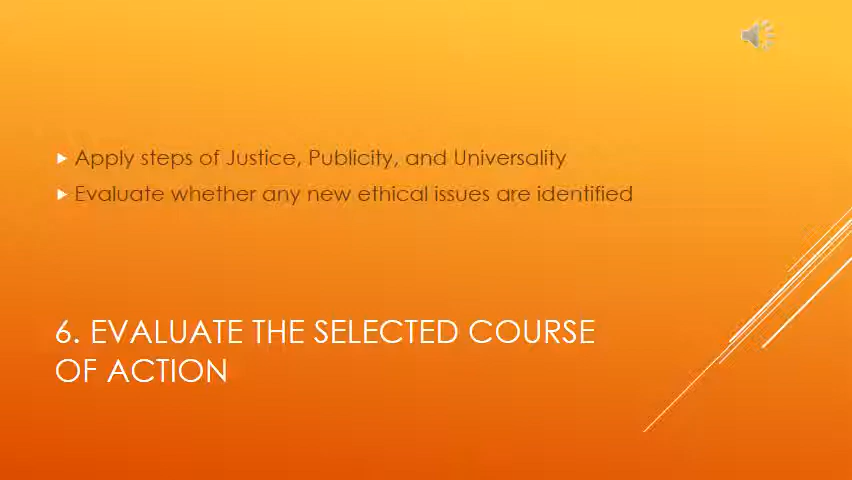 Apply steps of Justice, Publicity, and Universality
Evaluate whether any new ethical issues are identified
6. EVALUATE THE SELECTED COURSE
OF ACTION